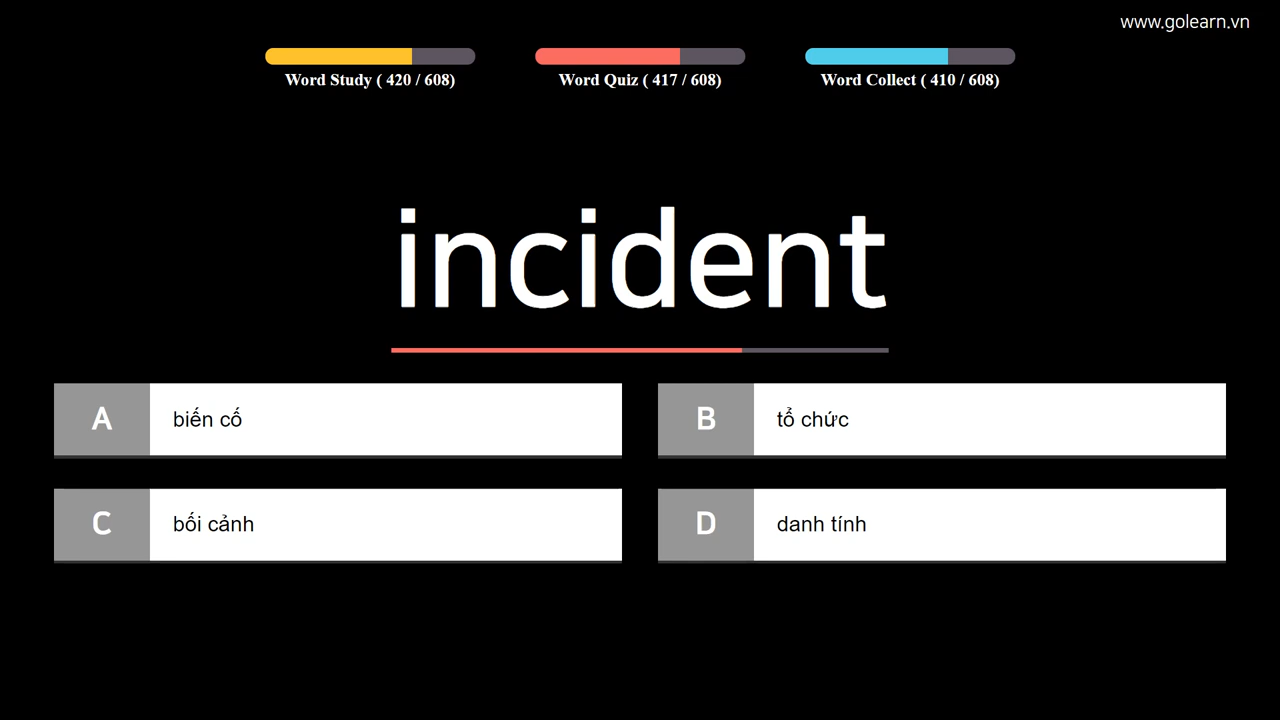 www.golearn.vn
Word Study ( 420 / 608)
Word Quiz ( 417 / 608)
Word Collect ( 410 / 608)
incident
A biến cố
B tổ chức
C bối cảnh
D danh tính